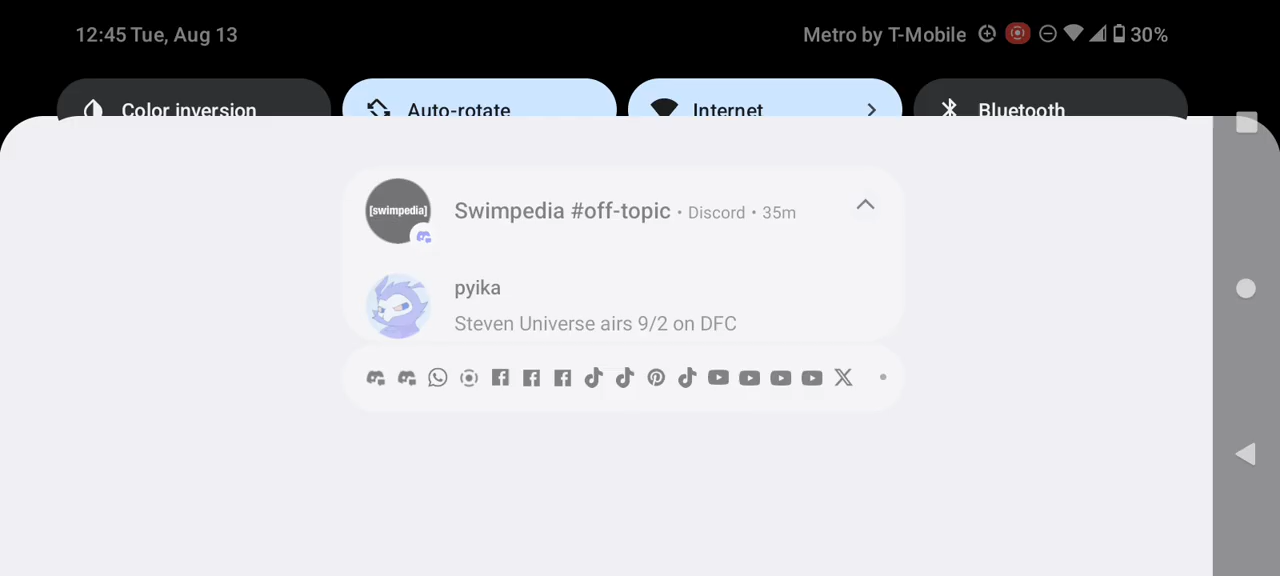 12:45 Tue, Aug 13
Metro by T-Mobile 30%
Color inversion
Auto-rotate
Internet
Bluetooth
[swimpedia]
Swimpedia #off-topic • Discord • 35m
pyika
Steven Universe airs 9/2 on DFC